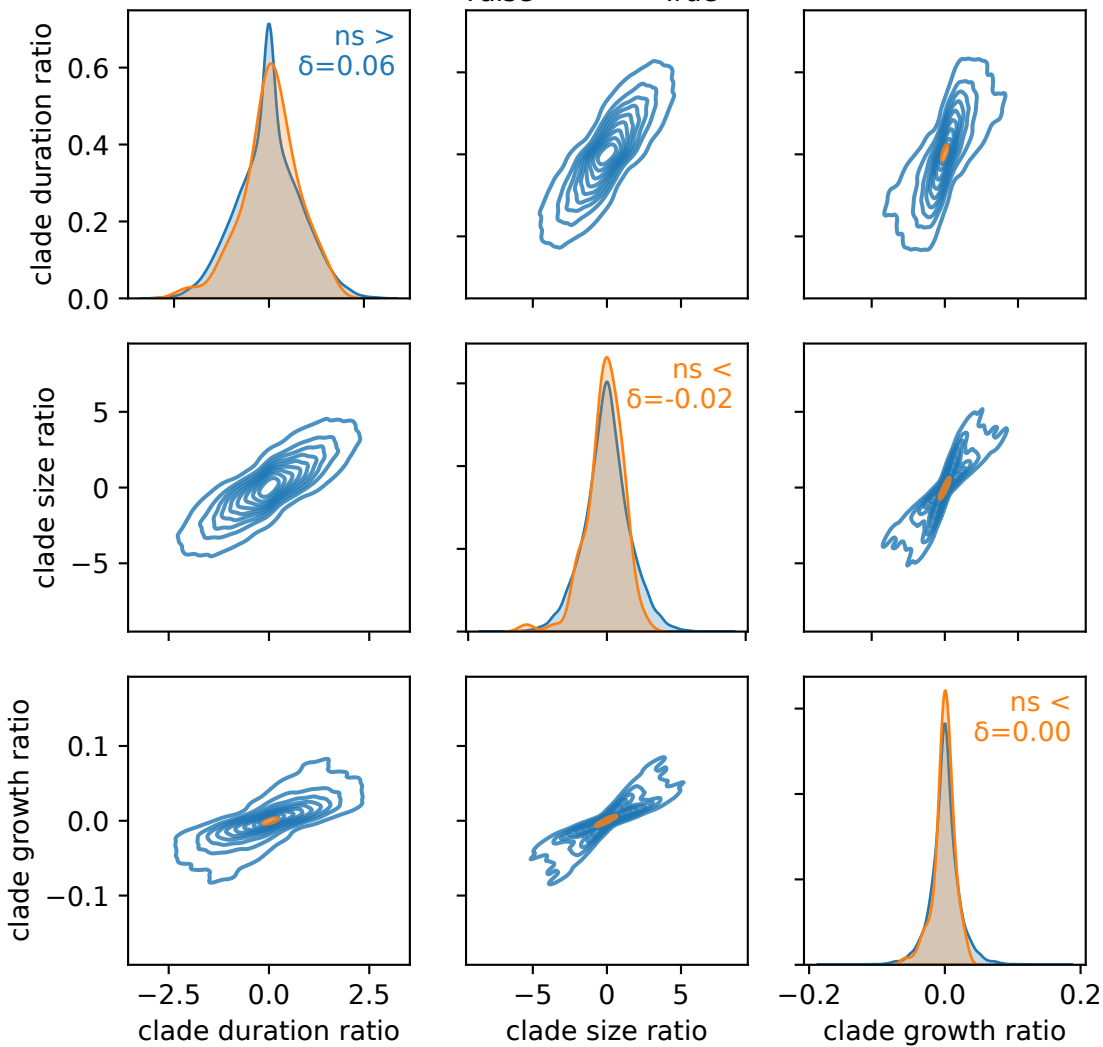 clade duration ratio
0.6
0.4
0.2
0.0
ns >
δ=0.06
clade size ratio
5
0
−5
ns <
δ=-0.02
clade growth ratio
0.1
0.0
−0.1
ns <
δ=0.00
−2.5 0.0 2.5
clade duration ratio
−5 0 5
clade size ratio
−0.2 0.0 0.2
clade growth ratio